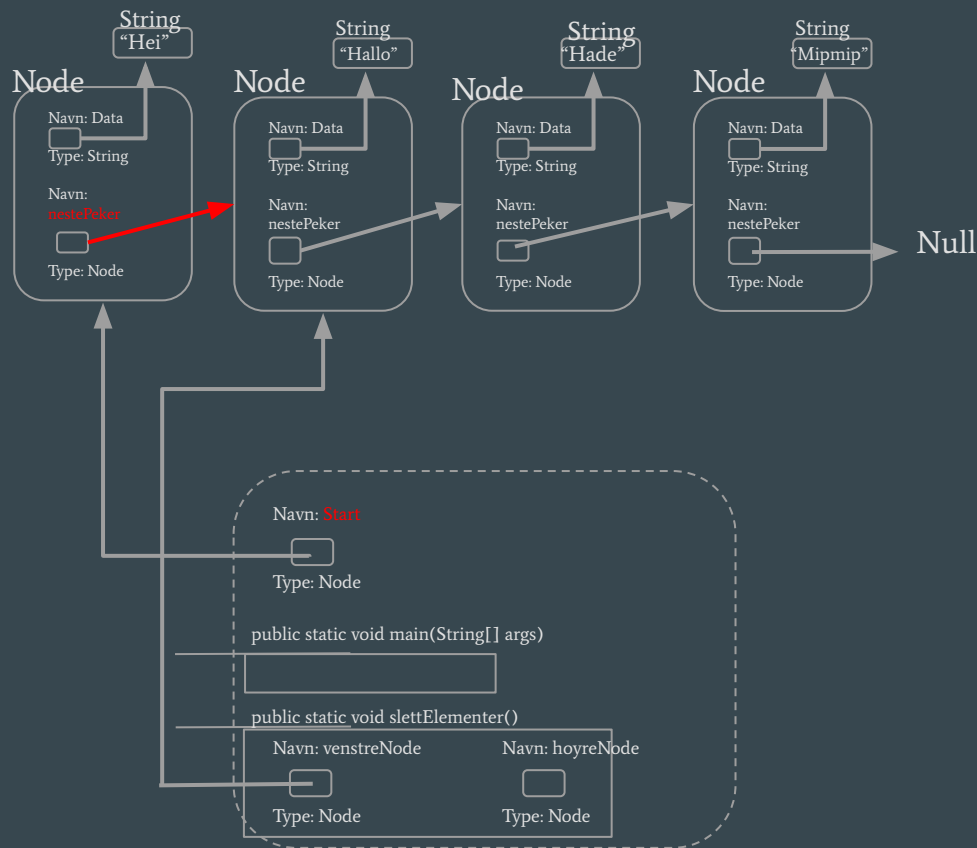 String
“Hei”
Node
Navn: Data
Type: String
Navn:
nestePeker
Type: Node
String
“Hallo”
Node
Navn: Data
Type: String
Navn:
nestePeker
Type: Node
String
“Hade”
Node
Navn: Data
Type: String
Navn:
nestePeker
Type: Node
String
“Mipmip”
Node
Navn: Data
Type: String
Navn:
nestePeker
Type: Node
Null
Navn: Start
Type: Node
public static void main(String[] args)
public static void slettElementer()
Navn: venstreNode
Type: Node
Navn: hoyreNode
Type: Node